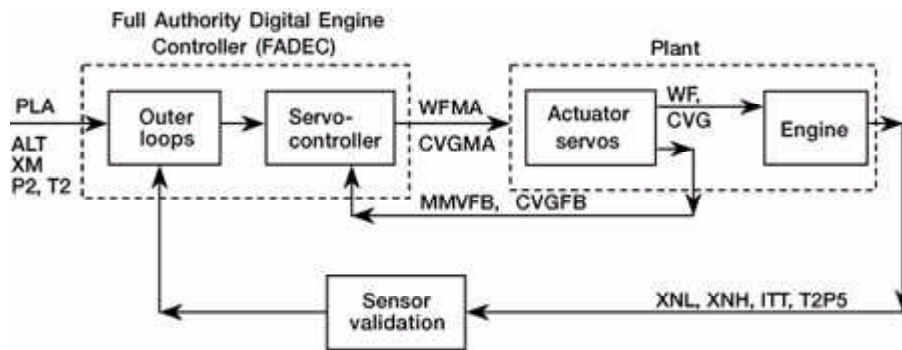 Full Authority Digital Engine
Controller (FADEC)
Plant
PLA
ALT
XM
P2, T2
Outer
loops
Servo-
controller
WFMA
CVGMA
Actuator
servos
WF,
CVG
Engine
MMVFB, CVGFB
XNL, XNH, ITT, T2P5
Sensor
validation